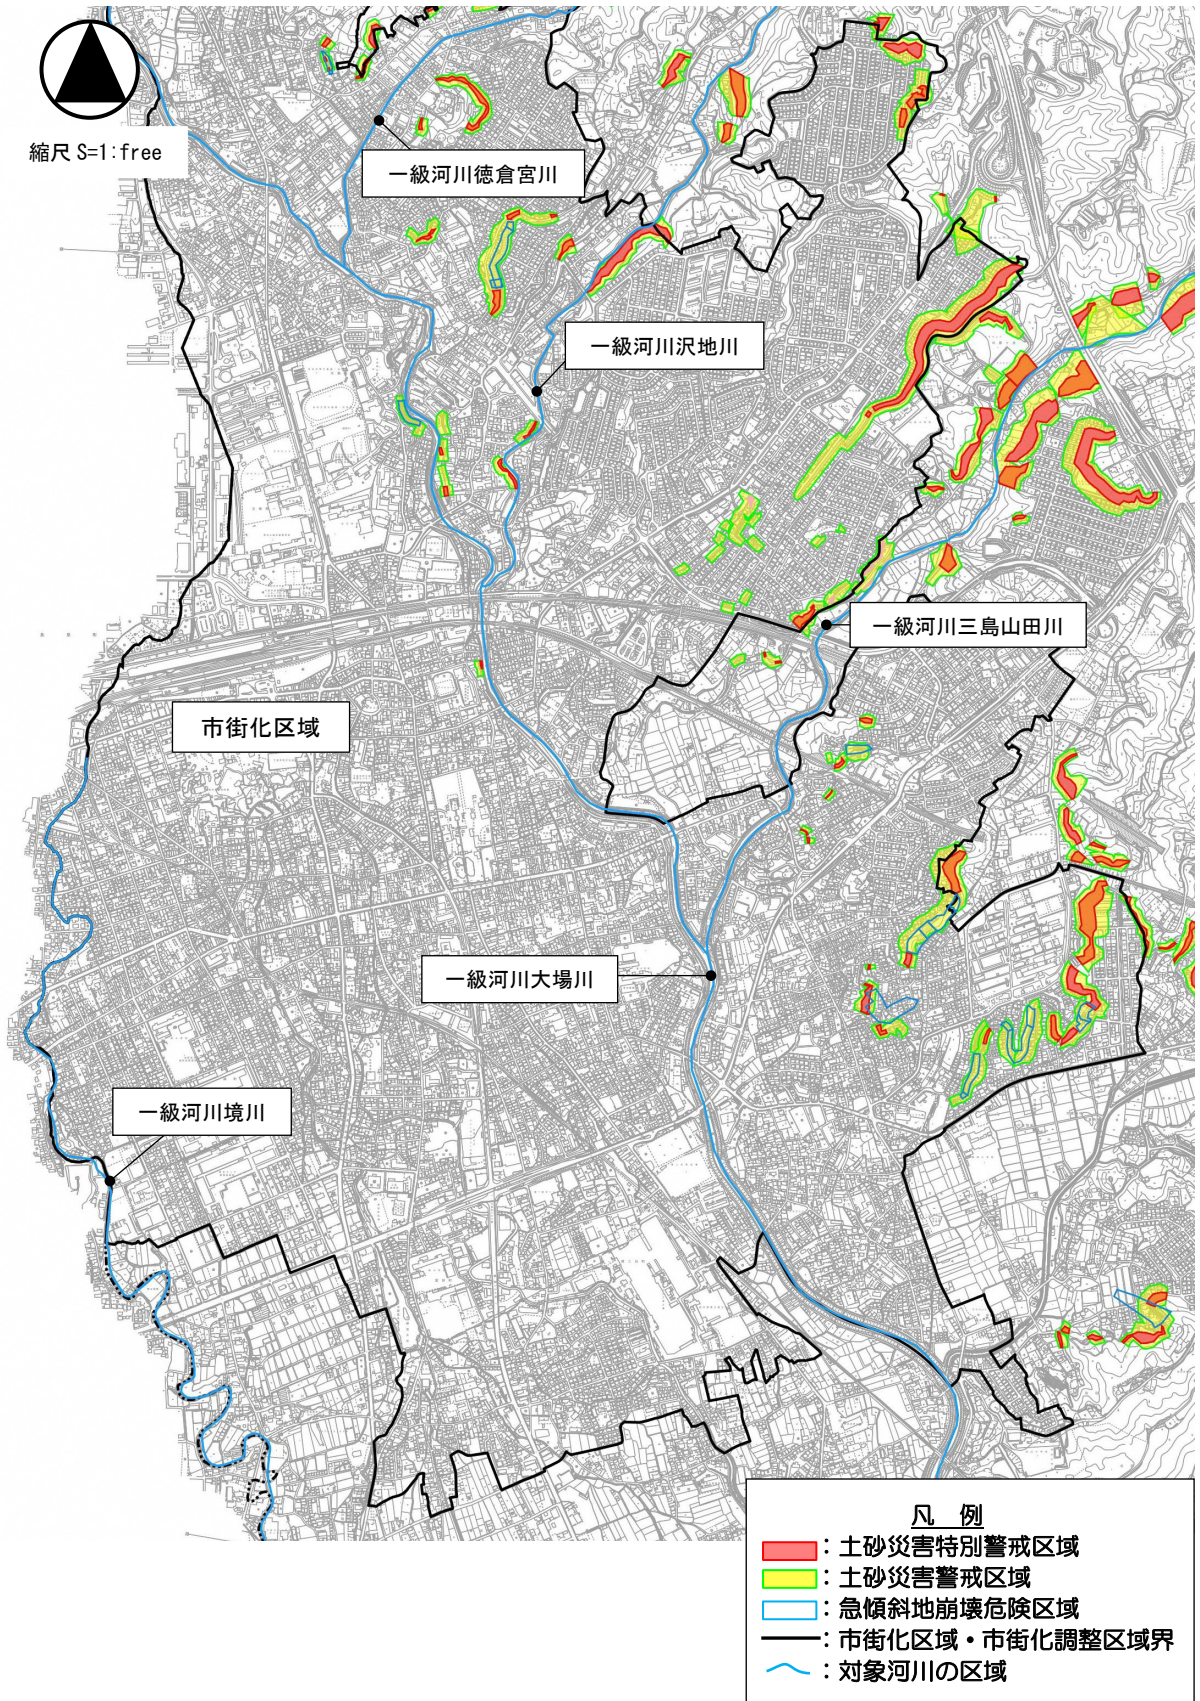 縮尺 S=1:free
一級河川徳倉宮川
一級河川沢地川
一級河川三島山田川
市街化区域
一級河川大場川
一級河川境川
凡 例
：土砂災害特別警戒区域
：土砂災害警戒区域
：急傾斜地崩壊危険区域
：市街化区域・市街化調整区域界
：対象河川の区域